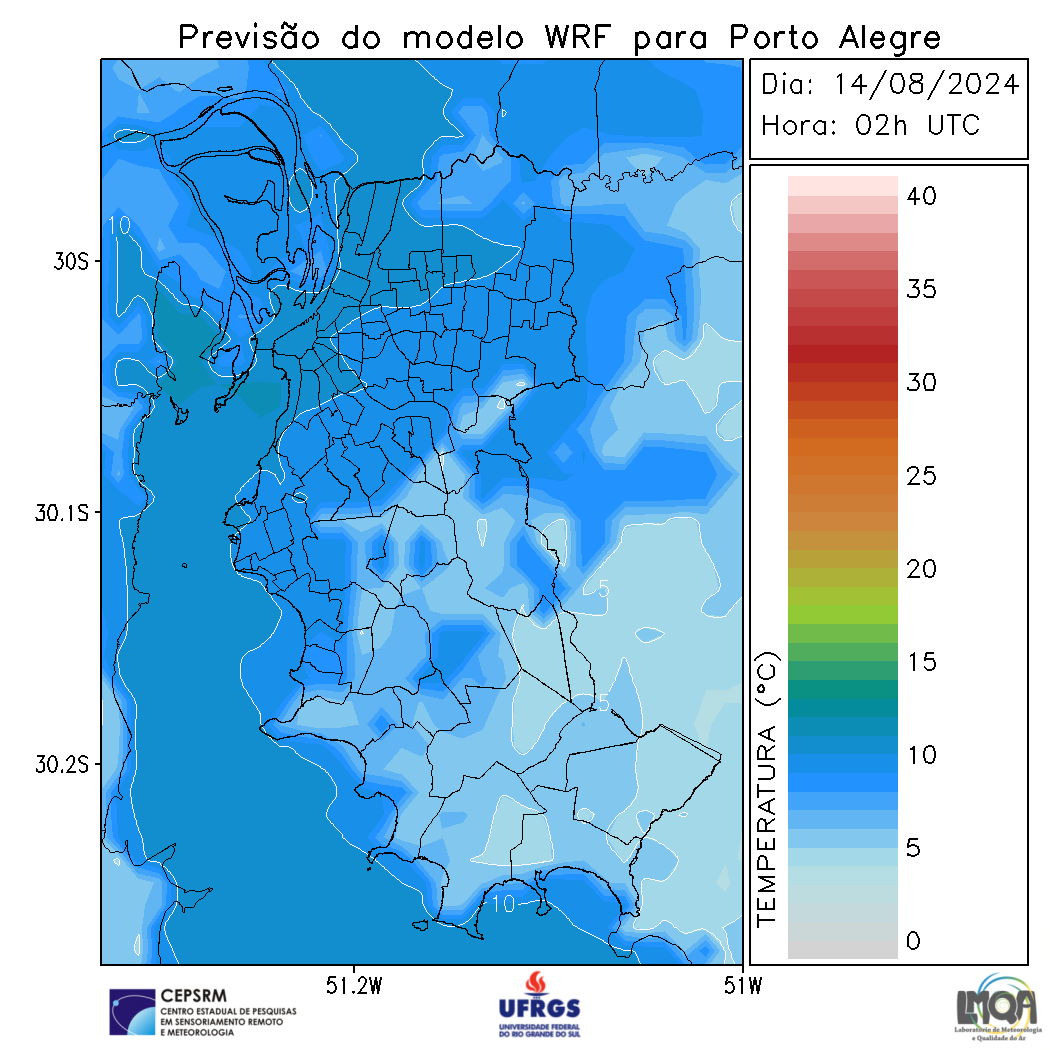 Previsão do modelo WRF para Porto Alegre
Dia: 14/08/2024
Hora: 02h UTC
40
35
30
25
20
15
10
5
0
TEMPERATURA (°C)
10
5
5
10
30S
30.1S
30.2S
51.2W
51W
CEPSRM
CENTRO ESTADUAL DE PESQUISAS
EM SENSORIAMENTO REMOTO
E METEOROLOGIA
UFRGS
UNIVERSIDADE FEDERAL
DO RIO GRANDE DO SUL
LMQA
Laboratório de Meteorologia
e Qualidade do Ar